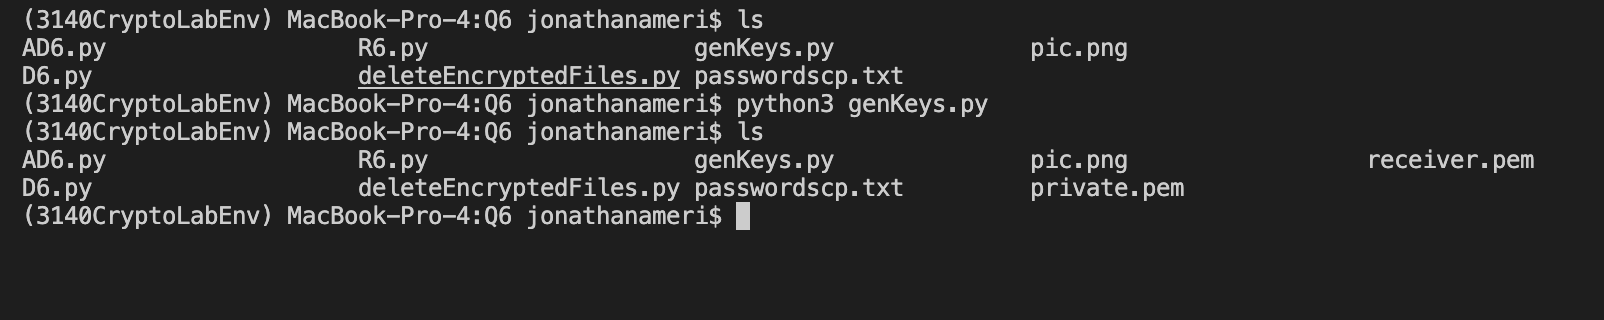 (3140CryptoLabEnv) MacBook-Pro-4:Q6 jonathanameri$ ls
AD6.py R6.py genKeys.py pic.png
D6.py deleteEncryptedFiles.py passwordscp.txt
(3140CryptoLabEnv) MacBook-Pro-4:Q6 jonathanameri$ python3 genKeys.py
(3140CryptoLabEnv) MacBook-Pro-4:Q6 jonathanameri$ ls
AD6.py R6.py genKeys.py pic.png receiver.pem
D6.py deleteEncryptedFiles.py passwordscp.txt private.pem
(3140CryptoLabEnv) MacBook-Pro-4:Q6 jonathanameri$